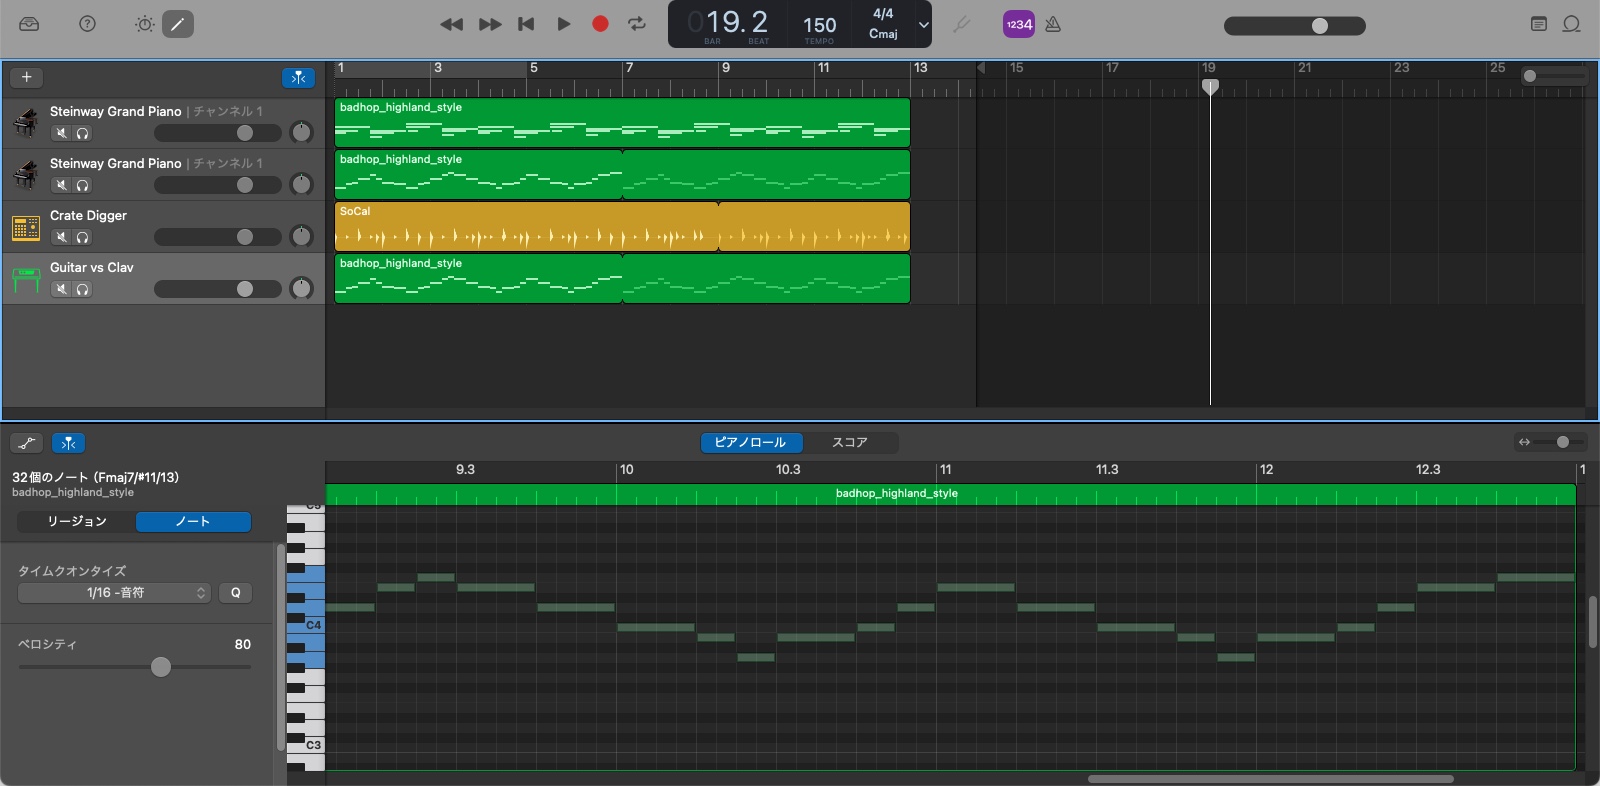 019.2
BAR
BEAT
150
TEMPO
4/4
Cmaj
1234
1
3
5
7
9
11
13
15
17
19
21
23
25
Steinway Grand Piano | チャンネル 1
badhop_highland_style
Steinway Grand Piano | チャンネル 1
badhop_highland_style
Crate Digger
SoCal
Guitar vs Clav
badhop_highland_style
ピアノロール
スコア
32個のノート (Fmaj7/#11/13)
badhop_highland_style
9.3
10
10.3
11
11.3
12
12.3
1
badhop_highland_style
リージョン
ノート
C5
タイムクオンタイズ
1/16 -音符
Q
C4
ベロシティ
80
C3